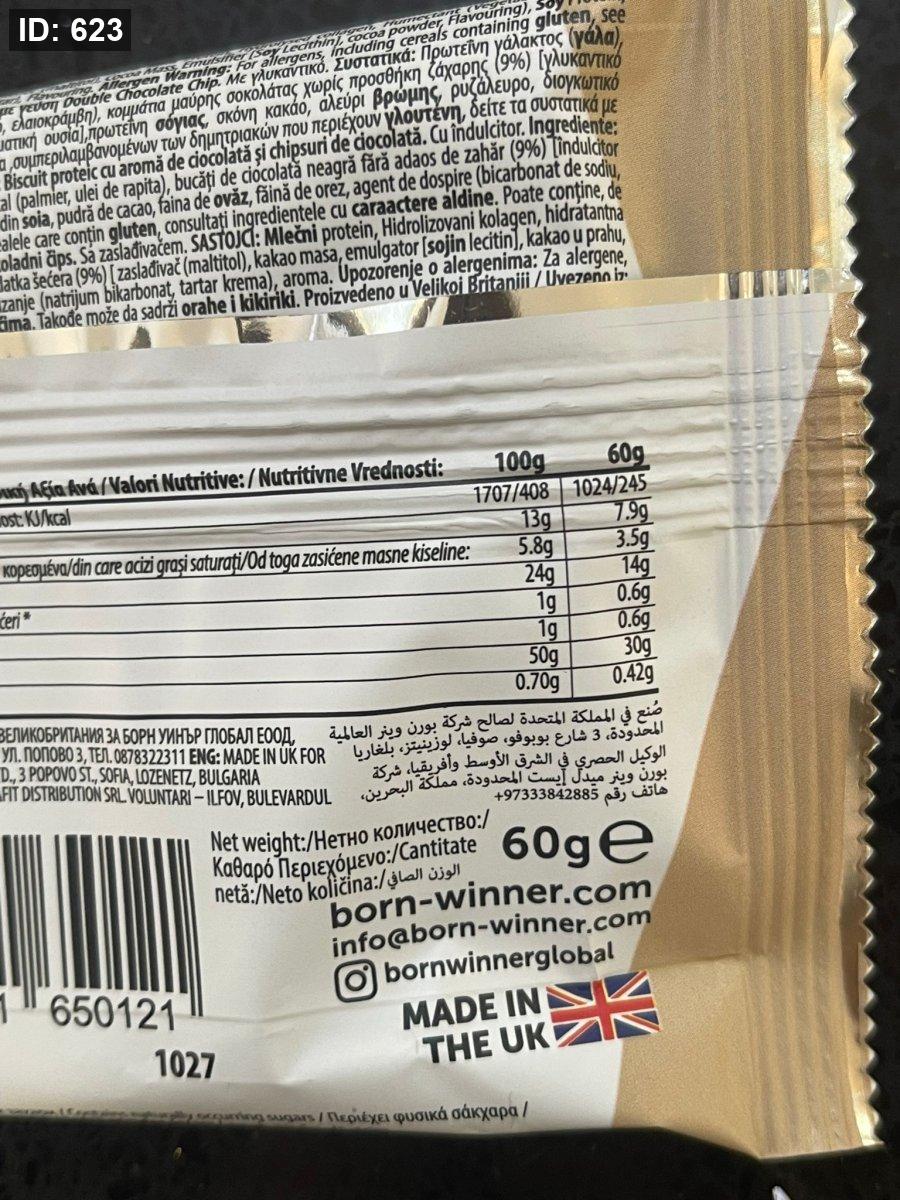 ID: 623
Emulsifier (Soy Lecithin), cocoa powder, Flavouring), Soy
Allergen Warning: For allergens, including cereals containing gluten, see
με γεύση Double Chocolate Chip. Με γλυκαντικό. Συστατικά: Πρωτεΐνη γάλακτος (γάλα),
ελαιοκράμβη), κομμάτια μαύρης σοκολάτας χωρίς προσθήκη ζάχαρης (9%) [γλυκαντικό
ουσία],πρωτεΐνη σόγιας, σκόνη κακάο, αλεύρι βρώμης, ρυζάλευρο, διογκωτικό
συμπεριλαμβανομένων των δημητριακών που περιέχουν γλουτένη, δείτε τα συστατικά με
Biscuit proteic cu aromă de ciocolată și chipsuri de ciocolată. Cu îndulcitor. Ingrediente:
(palmier, ulei de rapita), bucăți de ciocolată neagră fără adaos de zahăr (9%) [îndulcitor
din soia, pudră de cacao, faina de ovăz, făină de orez, agent de dospire (bicarbonat de sodiu,
care conțin gluten, consultați ingredientele cu caraactere aldine. Poate conține, de
čips. Sa zaslađivačem. SASTOJCI: Mlečni protein, Hidrolizovani kolagen, hidratantna
šećera (9%) [ zaslađivač (maltitol), kakao masa, emulgator [sojin lecitin], kakao u prahu,
(natrijum bikarbonat, tartar krema), aroma. Upozorenje o alergenima: Za alergene,
Takođe može da sadrži orahe i kikiriki. Proizvedeno u Velikoj Britaniji / Uvezeno iz:
Αξία Ανά / Valori Nutritive: / Nutritivne Vrednosti: 100g 60g
KJ/kcal 1707/408 1024/245
13g 7.9g
κορεσμένα/din care acizi grași saturați/Od toga zasićene masne kiseline: 5.8g 3.5g
24g 14g
1g 0.6g
1g 0.6g
50g 30g
0.70g 0.42g
ВЕЛИКОБРИТАНИЯ ЗА БОРН УИНЪР ГЛОБАЛ ЕООД,
УЛ. ПОПОВО 3, ТЕЛ. 0878322311 ENG: MADE IN UK FOR
3 POPOVO ST., SOFIA, LOZENETZ, BULGARIA
FIT DISTRIBUTION SRL. VOLUNTARI – ILFOV, BULEVARDUL
صُنع في المملكة المتحدة لصالح شركة بورن وينر العالمية
المحدودة، 3 شارع بوبوفو، صوفيا، لوزينيتز، بلغاريا
الوكيل الحصري في الشرق الأوسط وأفريقيا، شركة
بورن وينر ميدل إيست المحدودة، مملكة البحرين،
هاتف رقم 97333842885+
Net weight:/Нетно количество:/
Καθαρό Περιεχόμενο:/Cantitate
netă:/Neto količina:/الوزن الصافي
60g℮
born-winner.com
info@born-winner.com
bornwinnerglobal
MADE IN
THE UK
650121
1027
naturally occurring sugars / Περιέχει φυσικά σάκχαρα /